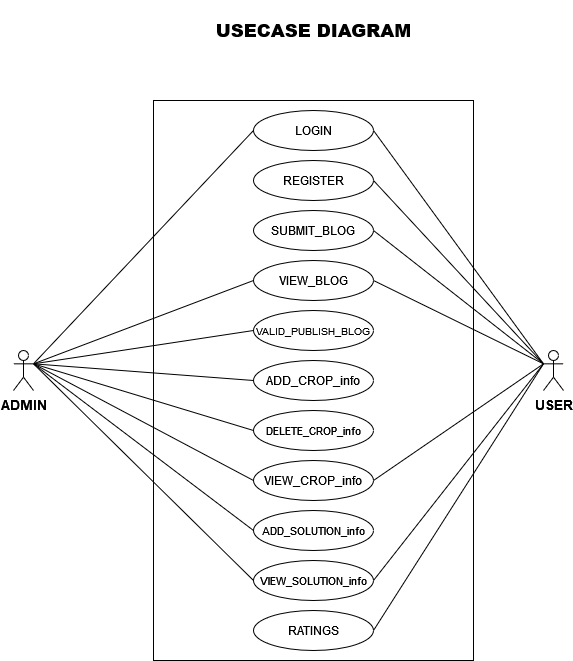 USECASE DIAGRAM
LOGIN
REGISTER
SUBMIT_BLOG
VIEW_BLOG
VALID_PUBLISH_BLOG
ADD_CROP_info
ADMIN
USER
DELETE_CROP_info
VIEW_CROP_info
ADD_SOLUTION_info
VIEW_SOLUTION_info
RATINGS